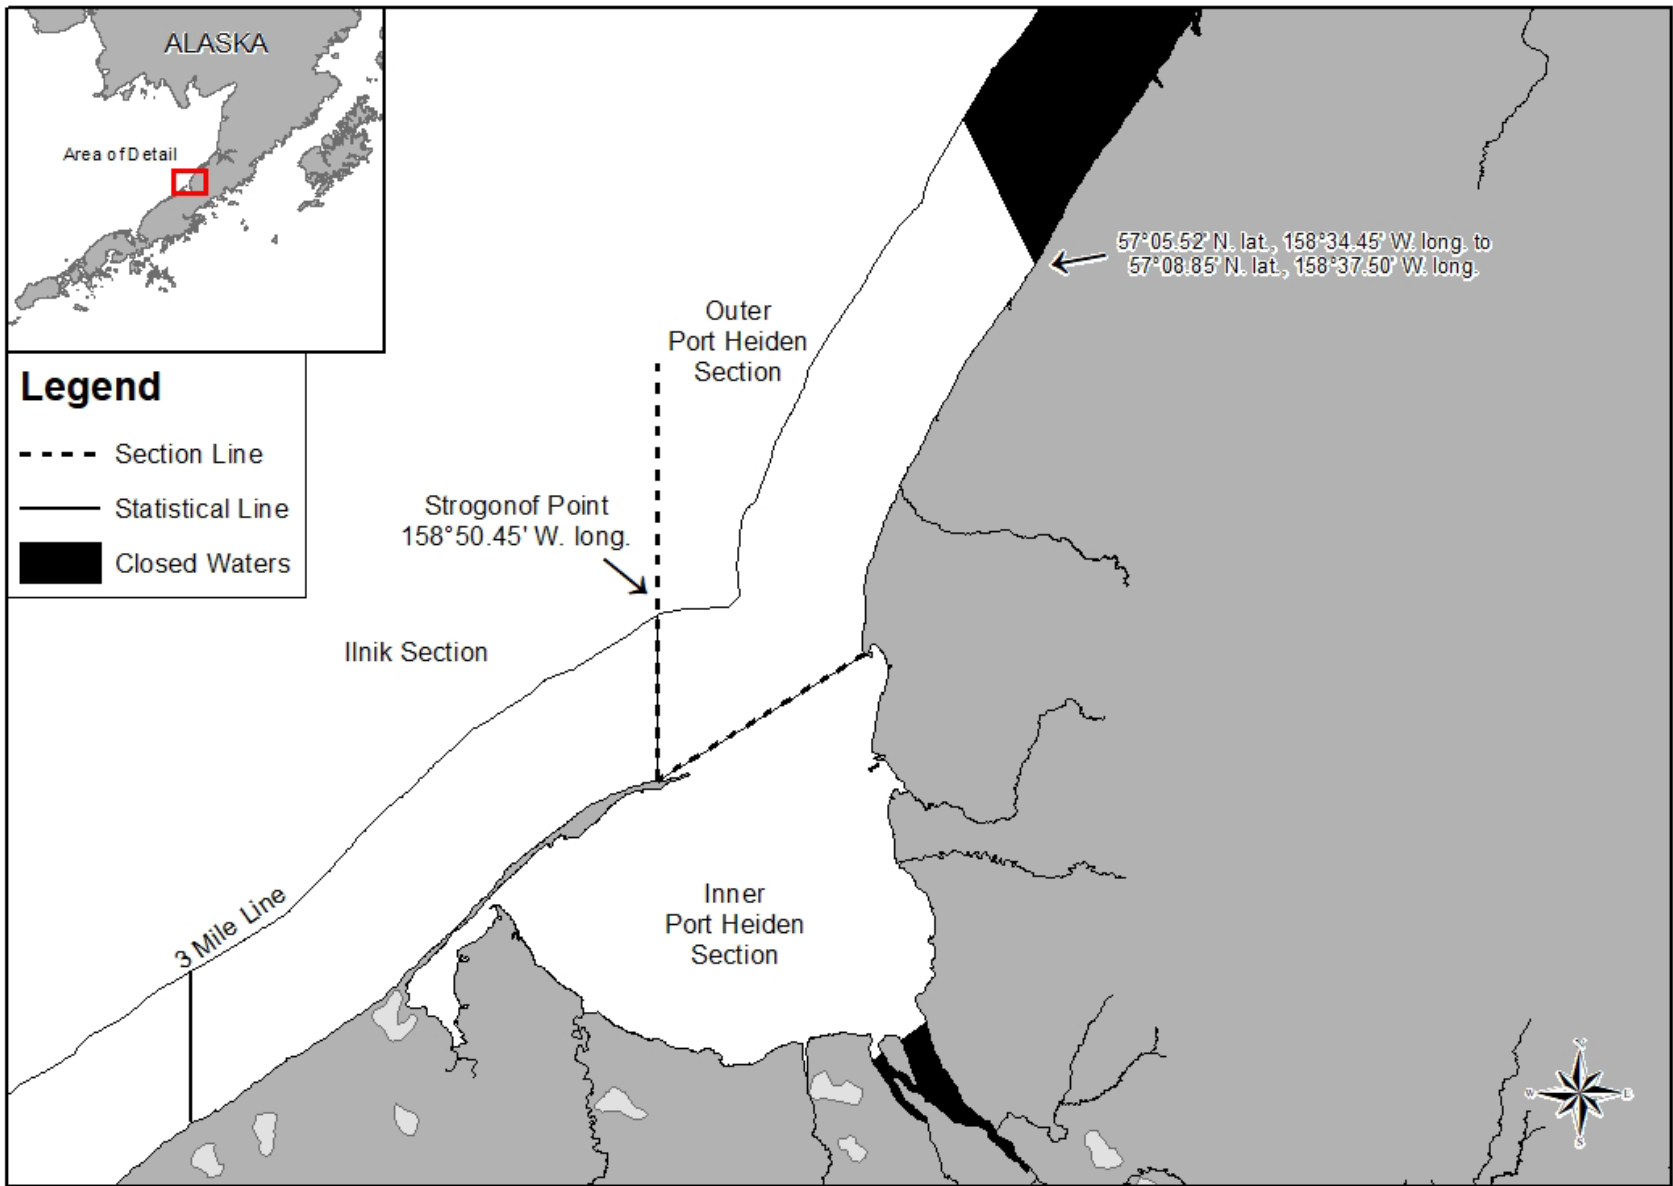 ALASKA
Area of Detail
Legend
Section Line
Statistical Line
Closed Waters
57°05.52' N. lat., 158°34.45' W. long. to
57°08.85' N. lat., 158°37.50' W. long.
Outer
Port Heiden
Section
Strogonof Point
158°50.45' W. long.
Ilnik Section
3 Mile Line
Inner
Port Heiden
Section
N
W
E
S